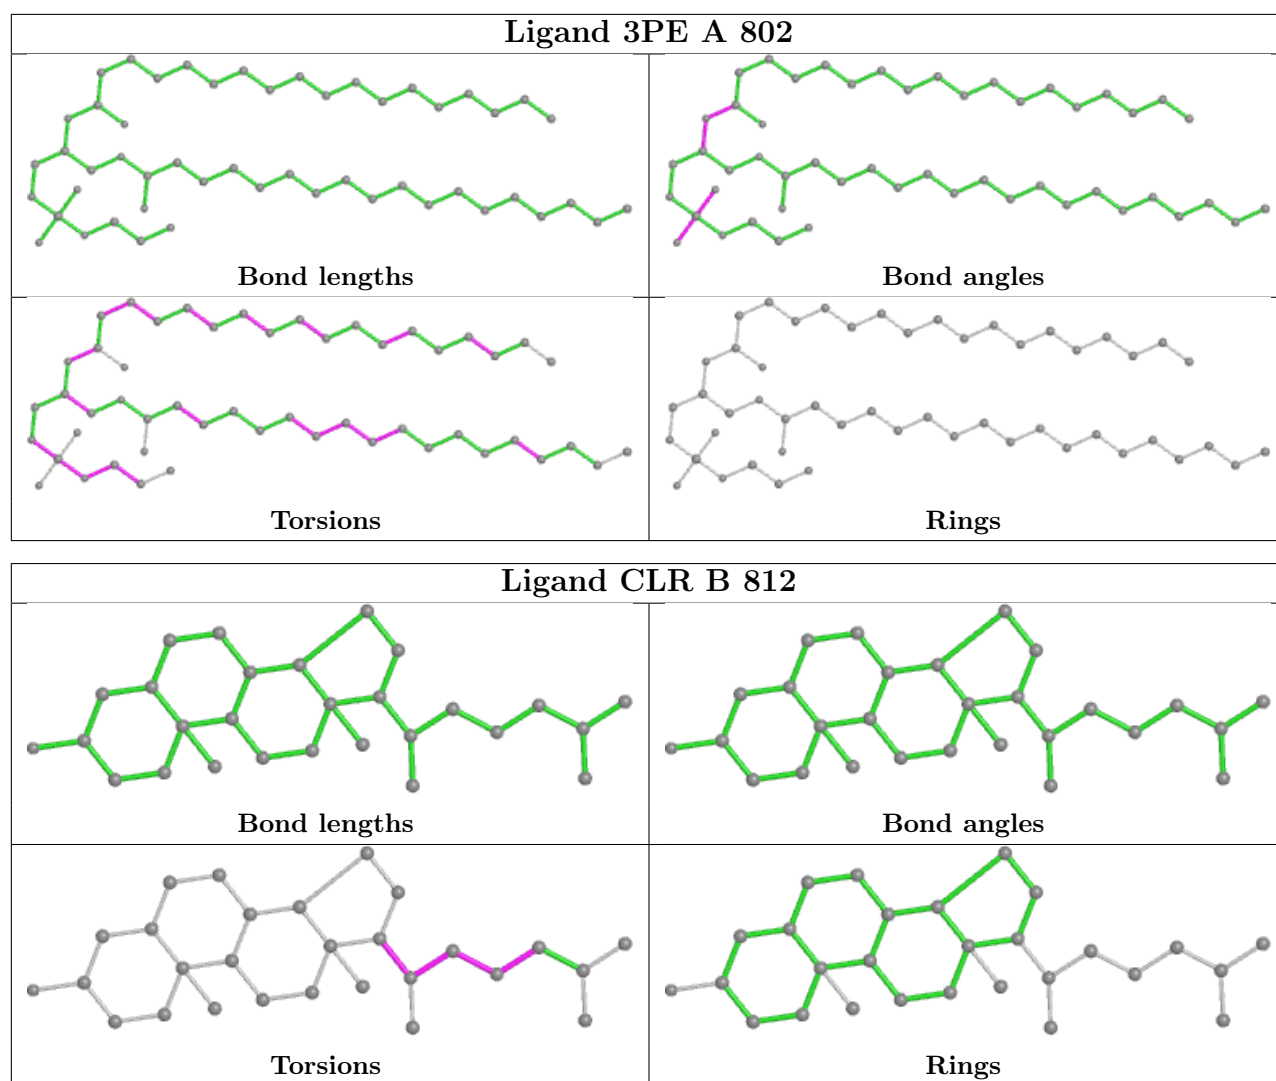 Ligand 3PE A 802
Bond lengths
Bond angles
Torsions
Rings
Ligand CLR B 812
Bond lengths
Bond angles
Torsions
Rings